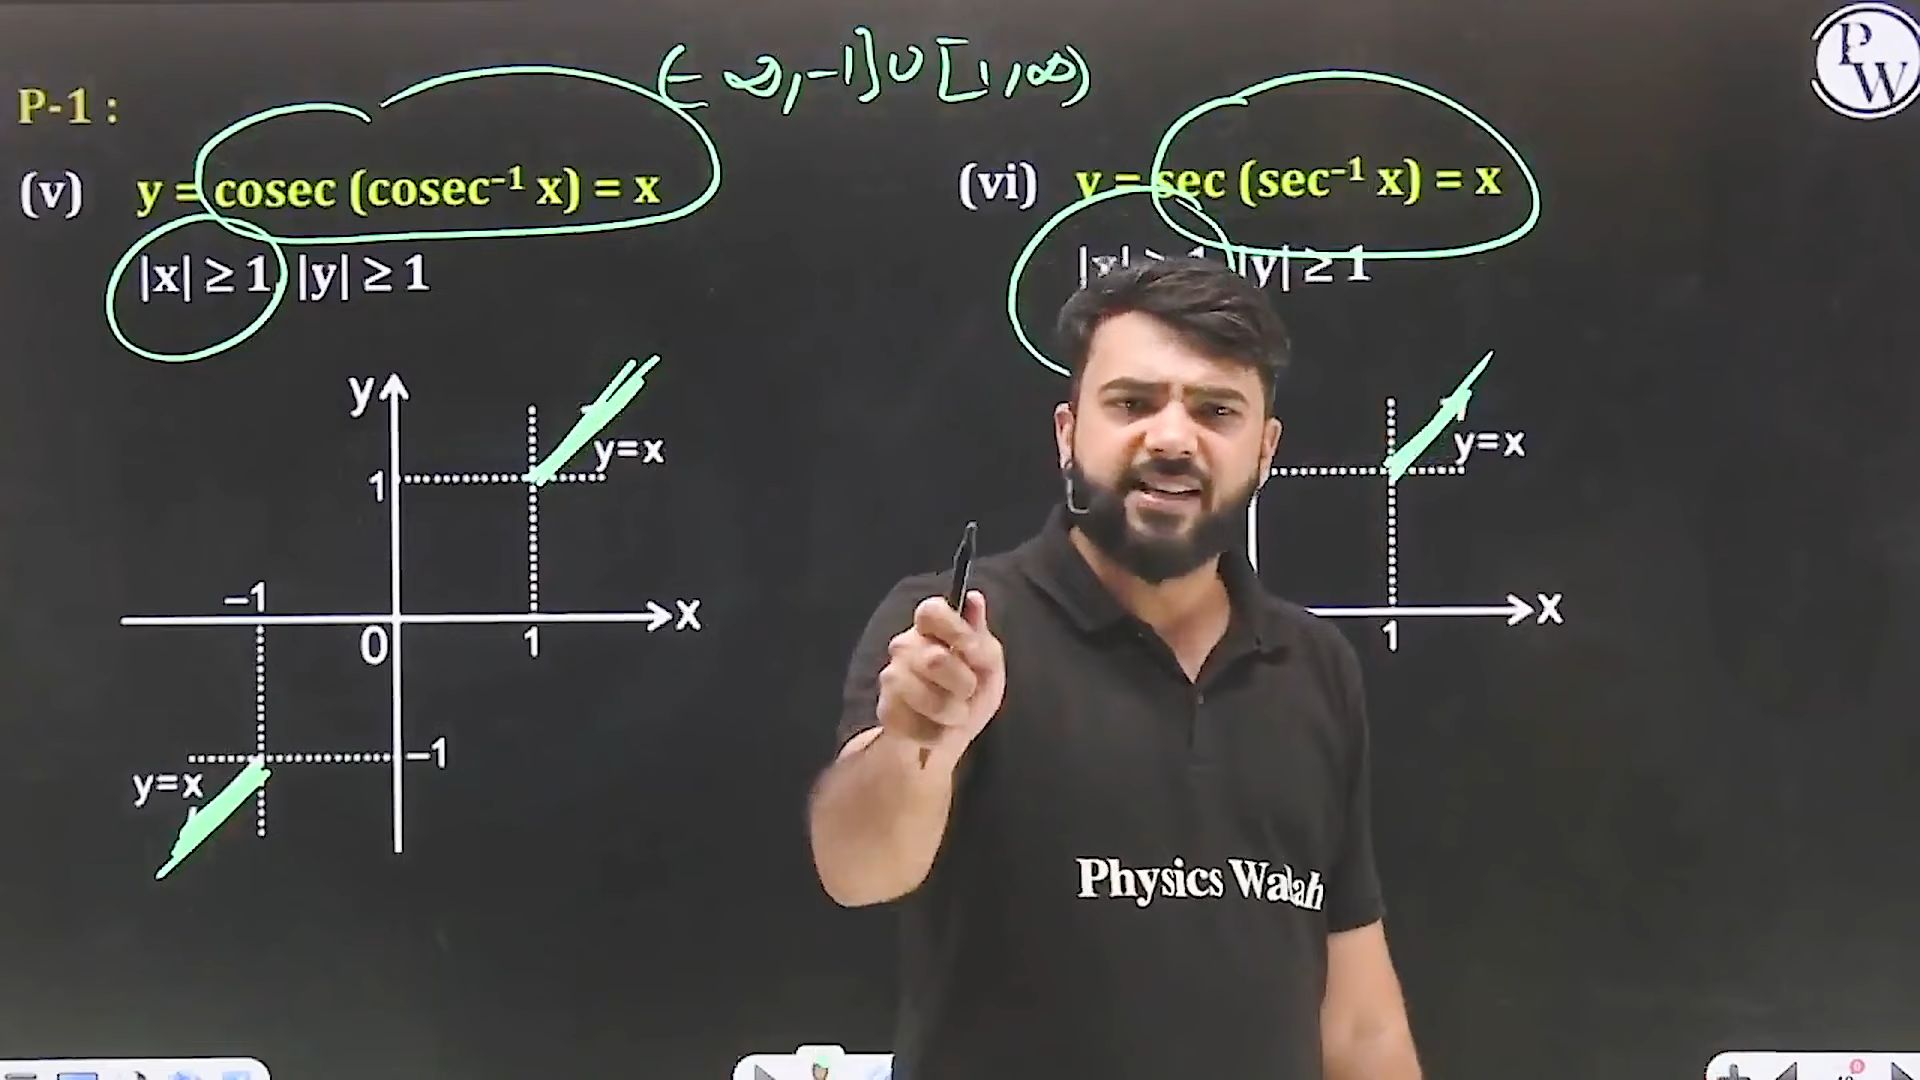 (-∞,-1]∪[1,∞)
PW
P-1 :
(v) y = cosec (cosec⁻¹ x) = x
|x| ≥ 1, |y| ≥ 1
(vi) y = sec (sec⁻¹ x) = x
|x| ≥ 1, |y| ≥ 1
y
1
y=x
–1
0
1
x
–1
y=x
y=x
1
x
Physics Wallah